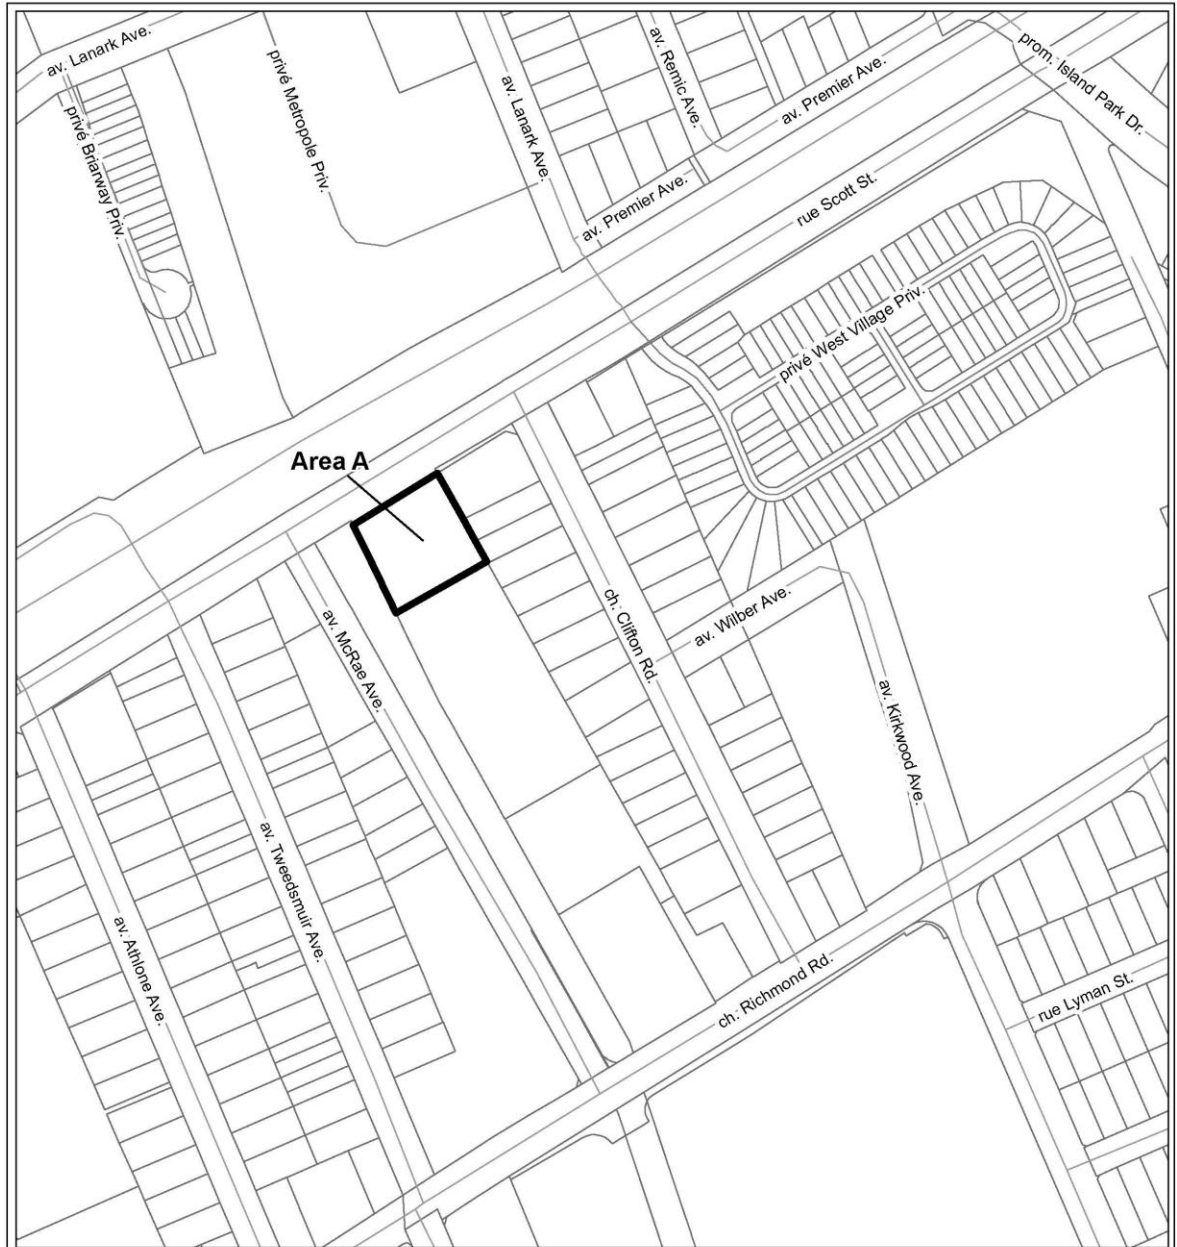 av. Lanark Ave.
privé Briarway Priv.
privé Metropole Priv.
av. Lanark Ave.
av. Remic Ave.
av. Premier Ave.
prom. Island Park Dr.
av. Premier Ave.
rue Scott St.
privé West Village Priv.
Area A
av. McRae Ave.
ch. Clifton Rd.
av. Wilber Ave.
av. Kirkwood Ave.
av. Tweedsmuir Ave.
av. Athlone Ave.
ch. Richmond Rd.
rue Lyman St.